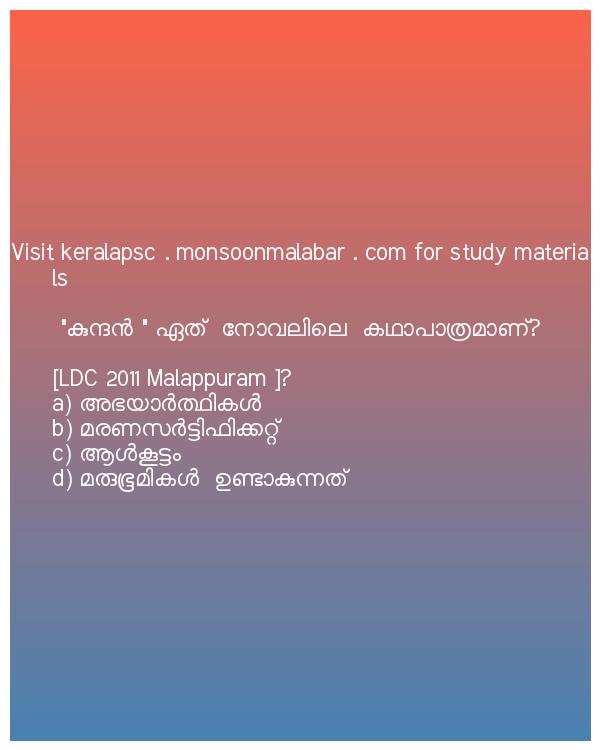 Visit keralapsc . monsoonmalabar . com for study materia
ls
"കുന്ദൻ " ഏത് നോവലിലെ കഥാപാത്രമാണ്?
[LDC 2011 Malappuram ]?
a) അഭയാർത്ഥികൾ
b) മരണസർട്ടിഫിക്കറ്റ്
c) ആൾകൂട്ടം
d) മരുഭൂമികൾ ഉണ്ടാകുന്നത്